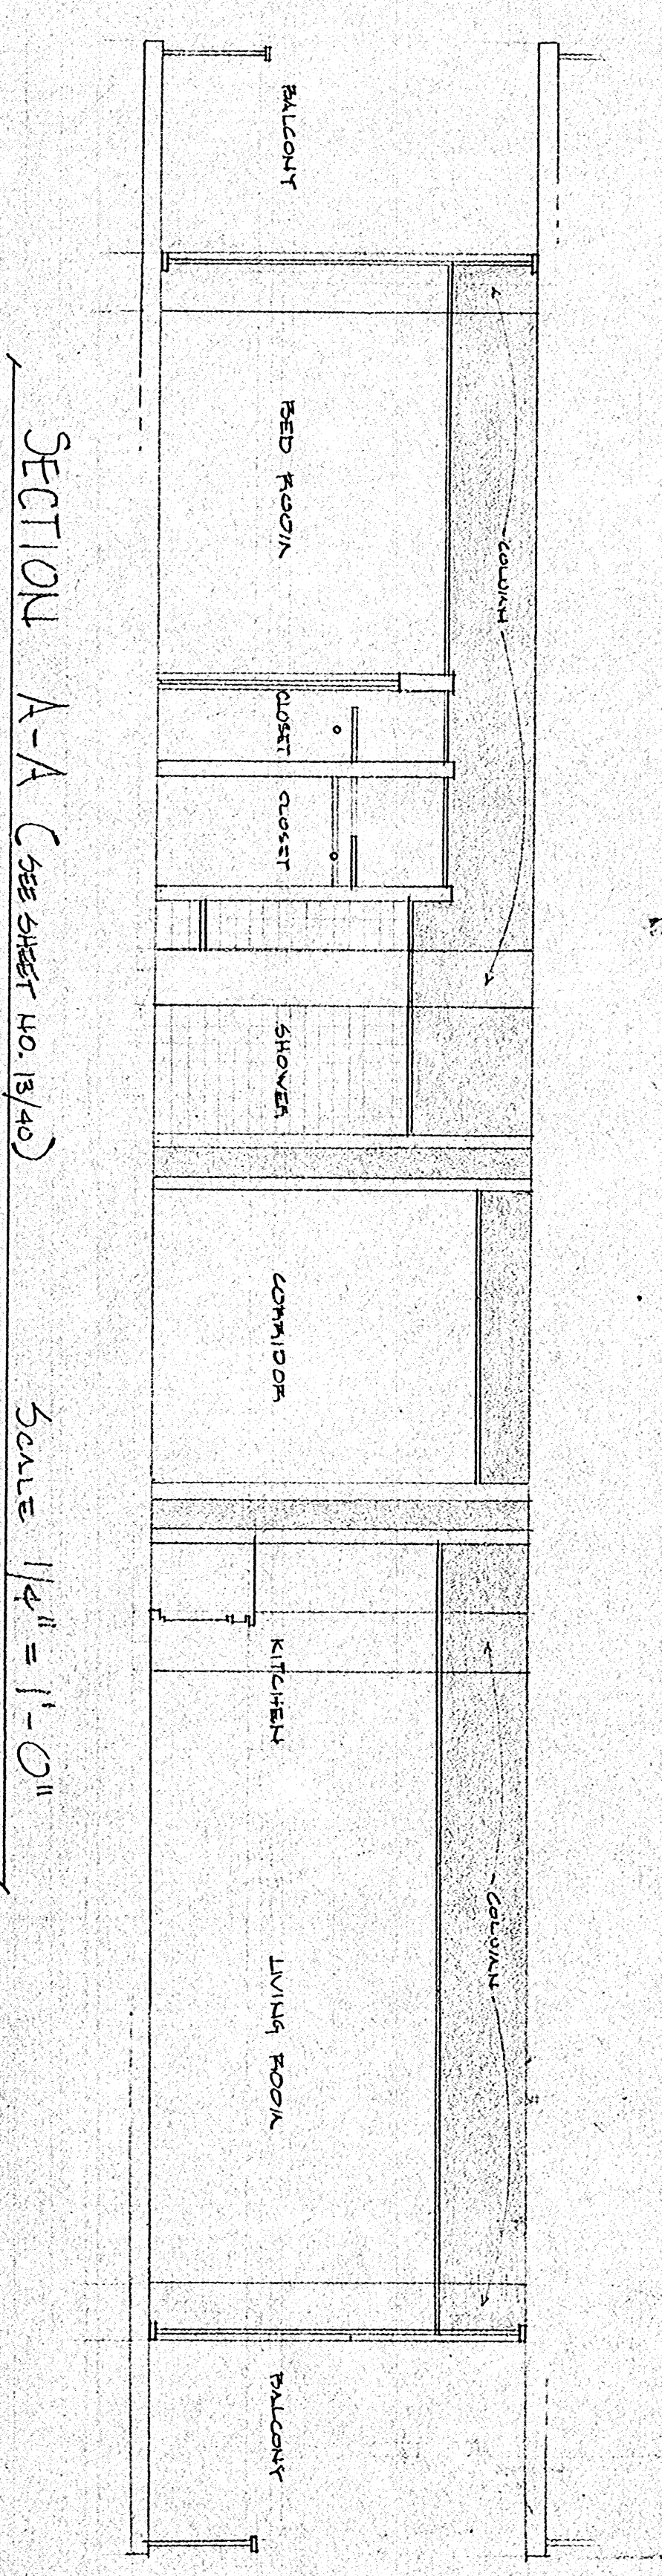 BALCONY
BED ROOM
- COLUMN -
CLOSET
CLOSET
SHOWER
CORRIDOR
KITCHEN
LIVING ROOM
- COLUMN -
BALCONY
SECTION A-A (SEE SHEET NO. 13/40)
SCALE 1/4" = 1'-0"